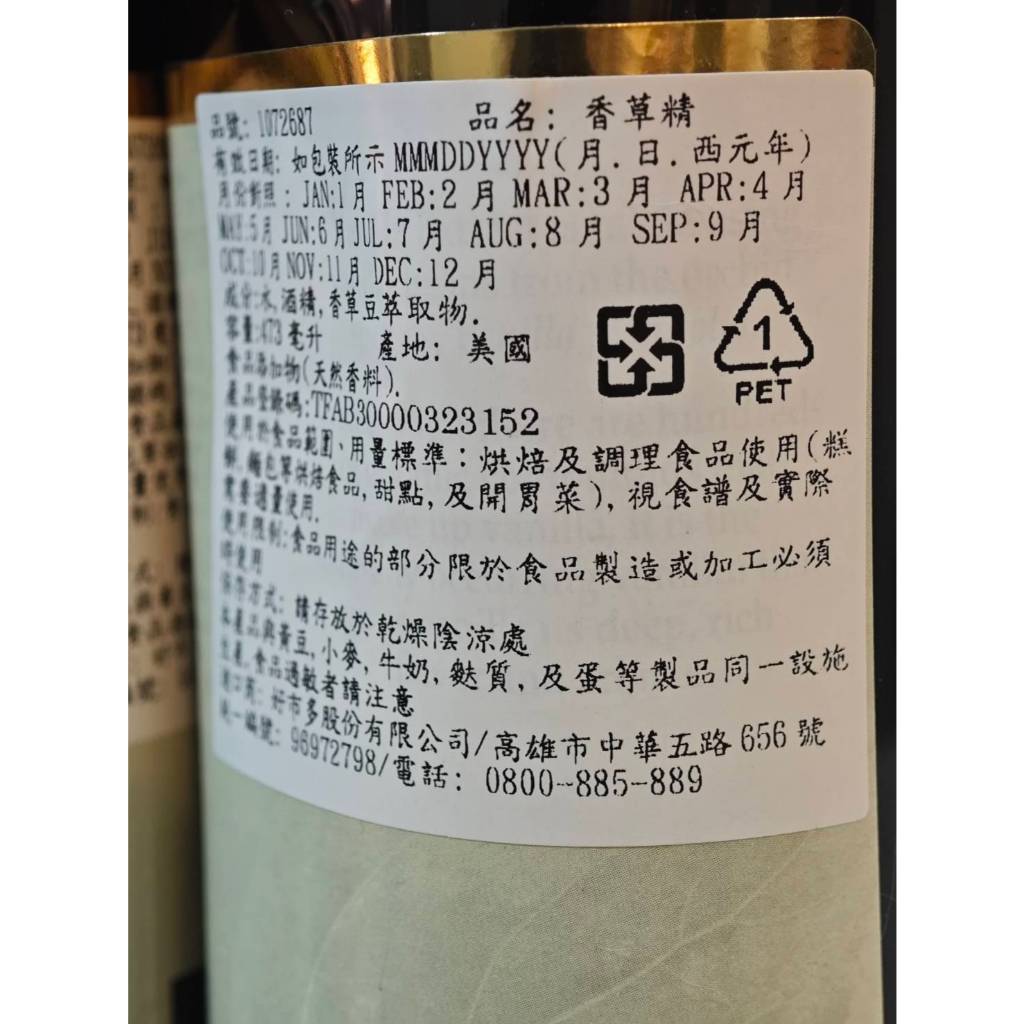 品號: 1072687 品名: 香草精
有效日期: 如包裝所示 MMMDDYYYY(月.日.西元年)
月份對照: JAN:1月 FEB:2月 MAR:3月 APR:4月
MAY:5月 JUN:6月 JUL:7月 AUG:8月 SEP:9月
OCT:10月 NOV:11月 DEC:12月
成分:水,酒精,香草豆萃取物.
容量:473毫升 產地: 美國
食品添加物(天然香料).
產品登錄碼:TFAB30000323152
使用於食品範圍、用量標準:烘焙及調理食品使用(糕
餅,麵包等烘焙食品,甜點,及開胃菜),視食譜及實際
需要適量使用.
使用限制:食品用途的部分限於食品製造或加工必須
時使用
保存方式: 請存放於乾燥陰涼處
本產品與黃豆,小麥,牛奶,麩質,及蛋等製品同一設施
生產,食品過敏者請注意
進口商: 好市多股份有限公司/高雄市中華五路656號
統一編號: 96972798/電話: 0800-885-889
1
PET